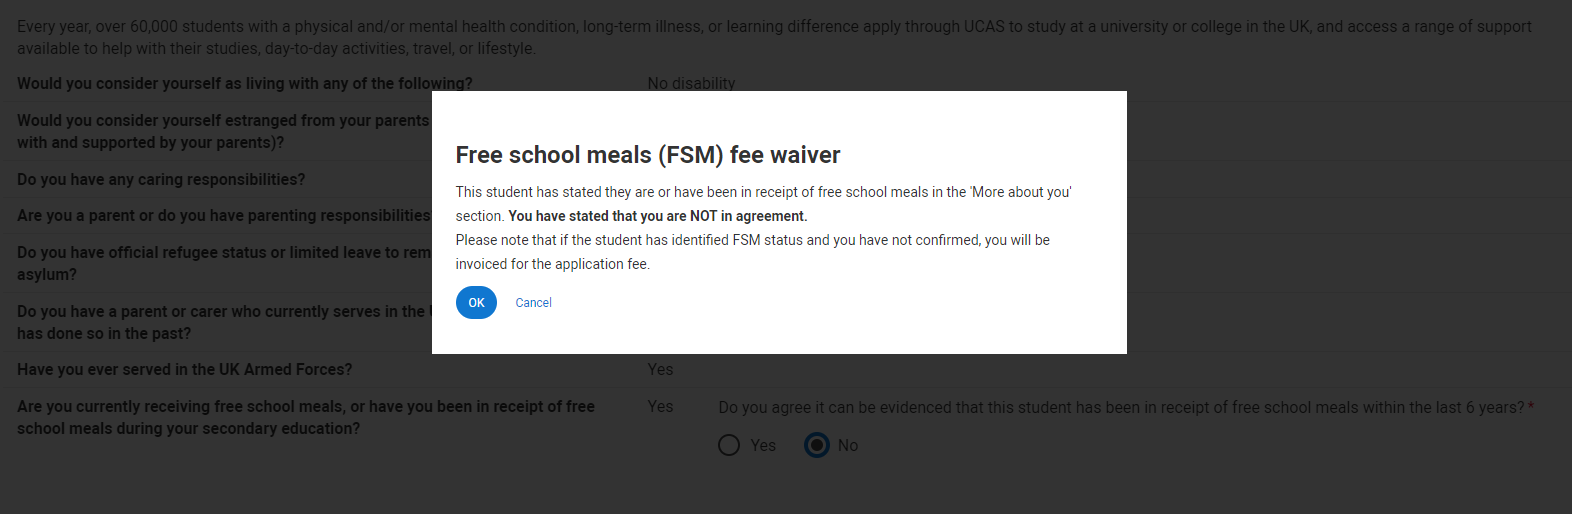 Every year, over 60,000 students with a physical and/or mental health condition, long-term illness, or learning difference apply through UCAS to study at a university or college in the UK, and access a range of support
available to help with their studies, day-to-day activities, travel, or lifestyle.
Would you consider yourself as living with any of the following? No disability
Would you consider yourself estranged from your parents
with and supported by your parents)?
Do you have any caring responsibilities?
Are you a parent or do you have parenting responsibilities
Do you have official refugee status or limited leave to rem
asylum?
Do you have a parent or carer who currently serves in the
has done so in the past?
Free school meals (FSM) fee waiver
This student has stated they are or have been in receipt of free school meals in the 'More about you'
section. You have stated that you are NOT in agreement.
Please note that if the student has identified FSM status and you have not confirmed, you will be
invoiced for the application fee.
OK Cancel
Have you ever served in the UK Armed Forces? Yes
Are you currently receiving free school meals, or have you been in receipt of free Yes Do you agree it can be evidenced that this student has been in receipt of free school meals within the last 6 years? *
school meals during your secondary education?
Yes No